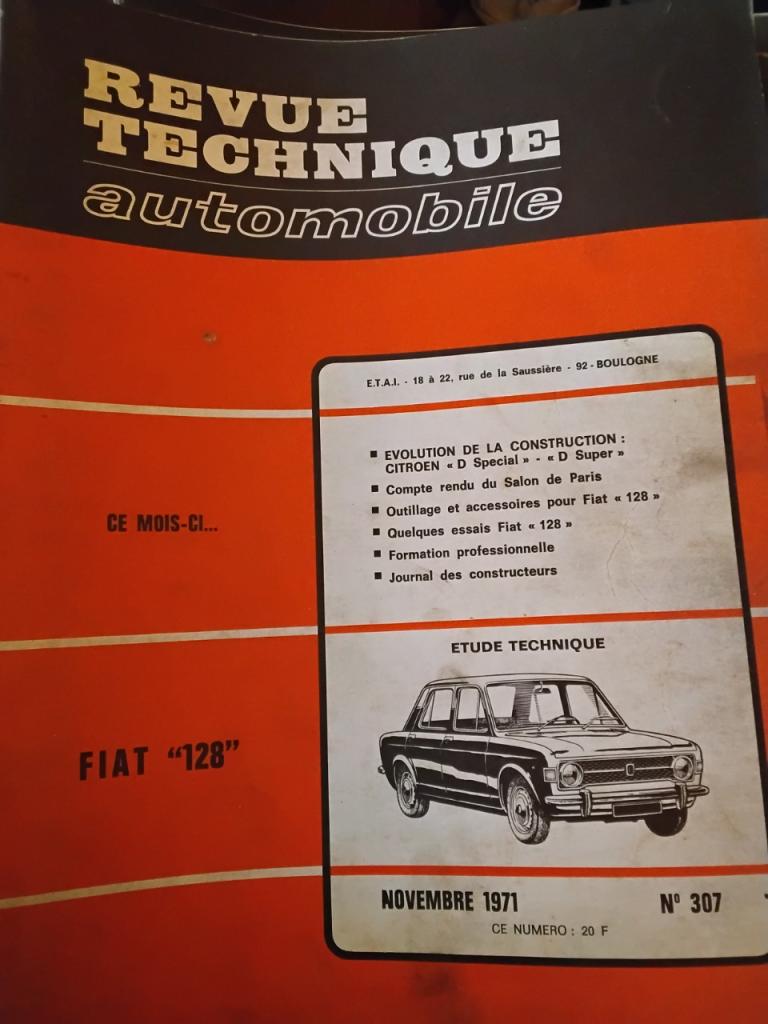 REVUE
TECHNIQUE
automobile
E.T.A.I. - 18 à 22, rue de la Saussière - 92 - BOULOGNE
■ EVOLUTION DE LA CONSTRUCTION :
CITROEN « D Special » - « D Super »
■ Compte rendu du Salon de Paris
■ Outillage et accessoires pour Fiat « 128 »
■ Quelques essais Fiat « 128 »
■ Formation professionnelle
■ Journal des constructeurs
CE MOIS-CI...
ETUDE TECHNIQUE
FIAT "128"
NOVEMBRE 1971 N° 307
CE NUMERO : 20 F